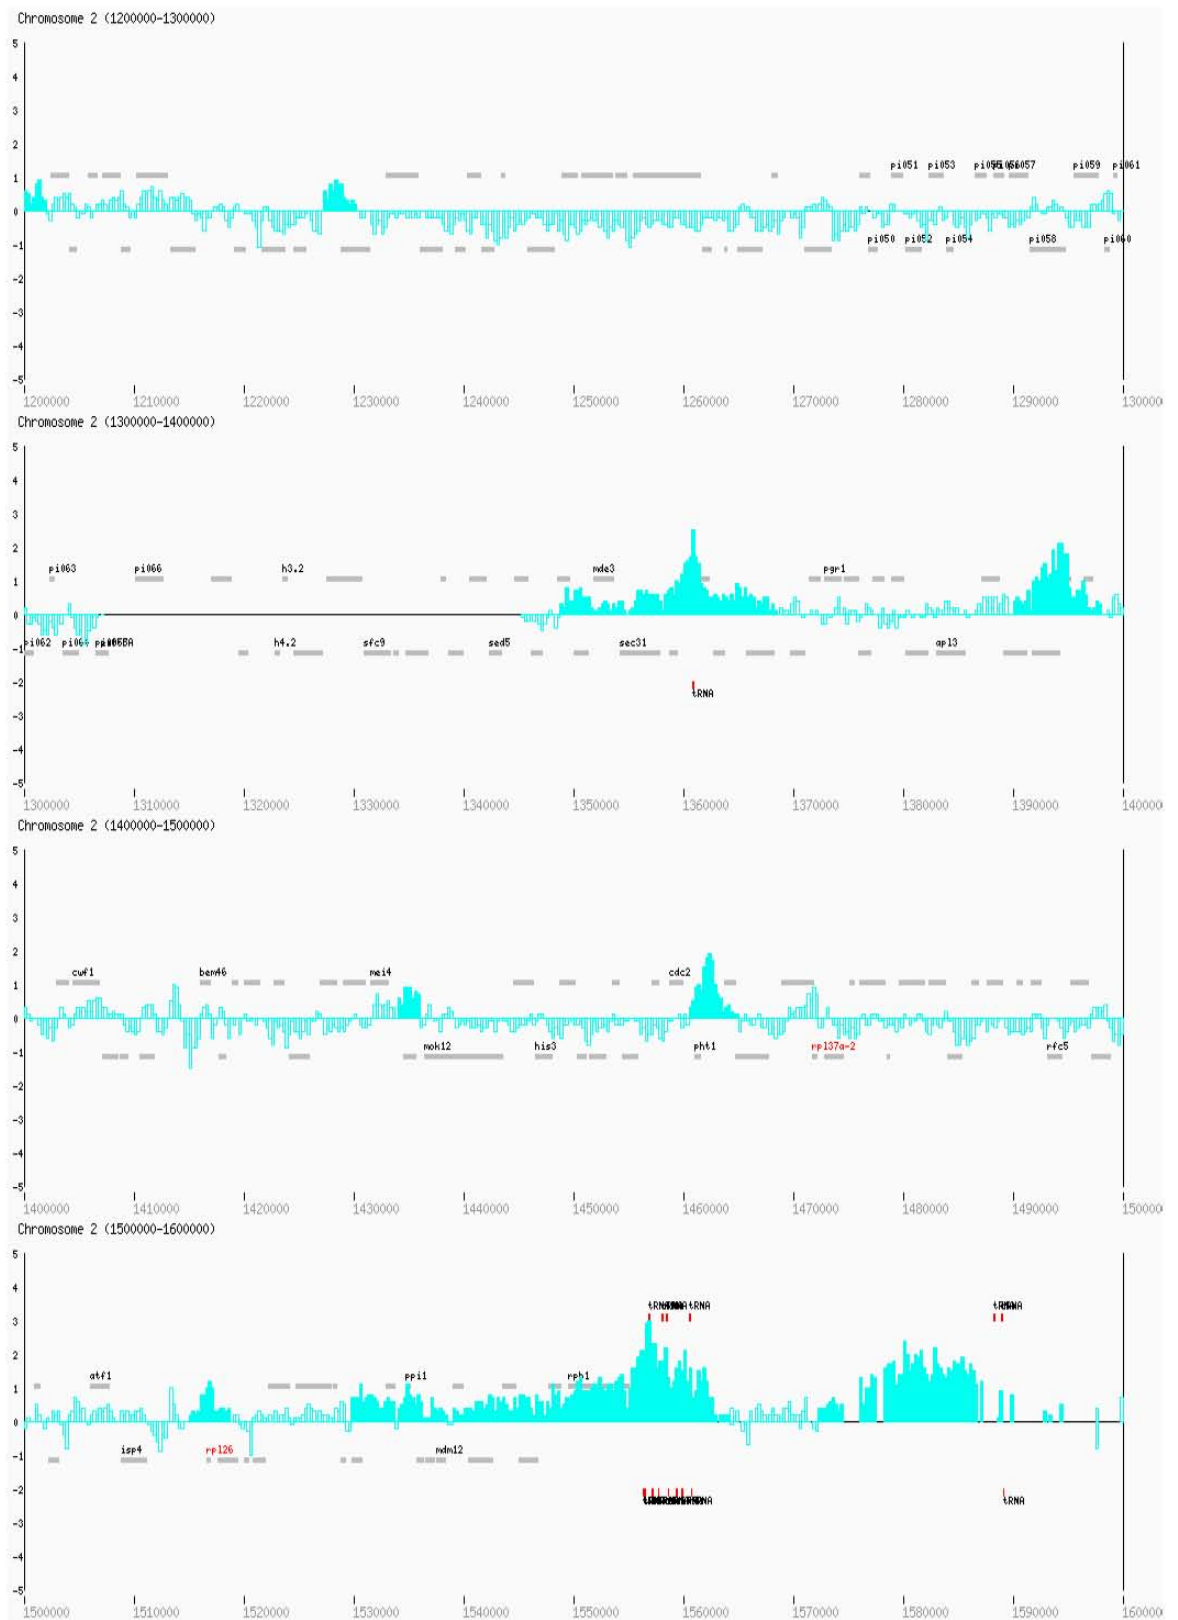 Chromosome 2 (1200000-1300000)
5
4
3
2
pi051 pi053 pi057 pi059 pi061
1
0
-1
pi050 pi052 pi054 pi058 pi060
-2
-3
-4
-5
1200000 1210000 1220000 1230000 1240000 1250000 1260000 1270000 1280000 1290000 130000
Chromosome 2 (1300000-1400000)
5
4
3
2
pi063 pi066 h3.2 mde3 pgr1
1
0
-1
pi062 h4.2 sfc9 sed5 sec31 ap13
-2
tRNA
-3
-4
-5
1300000 1310000 1320000 1330000 1340000 1350000 1360000 1370000 1380000 1390000 140000
Chromosome 2 (1400000-1500000)
5
4
3
2
cwf1 bem46 mei4 cdc2
1
0
-1
mok12 his3 pht1 rpl37a-2 rfc5
-2
-3
-4
-5
1400000 1410000 1420000 1430000 1440000 1450000 1460000 1470000 1480000 1490000 150000
Chromosome 2 (1500000-1600000)
5
4
tRNA
3
2
atf1 ppi1 rph1
1
0
-1
isp4 rpl26 mdm12
-2
tRNA
-3
-4
-5
1500000 1510000 1520000 1530000 1540000 1550000 1560000 1570000 1580000 1590000 160000